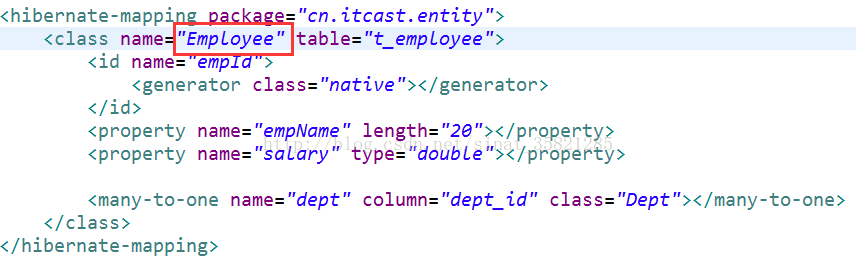 <hibernate-mapping package="cn.itcast.entity">
<class name="Employee" table="t_employee">
<id name="empId">
<generator class="native"></generator>
</id>
<property name="empName" length="20"></property>
<property name="salary" type="double"></property>
http://blog.csdn.net/sinat_35821285
<many-to-one name="dept" column="dept_id" class="Dept"></many-to-one>
</class>
</hibernate-mapping>